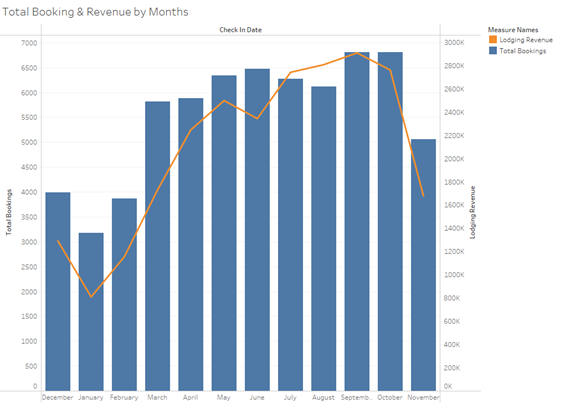 Total Booking & Revenue by Months
Check In Date
Measure Names
Lodging Revenue
Total Bookings
Total Bookings
7000
6500
6000
5500
5000
4500
4000
3500
3000
2500
2000
1500
1000
500
0
3000K
2800K
2600K
2400K
2200K
2000K
1800K
1600K
1400K
1200K
1000K
800K
600K
400K
200K
0K
Lodging Revenue
December January February March April May June July August Septemb.. October November